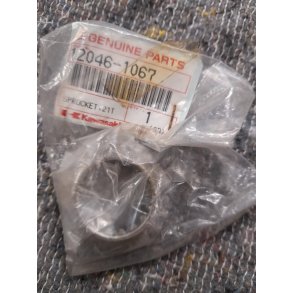 GENUINE PARTS
12046-1067
SPROCKET,21T
1
Kawasaki